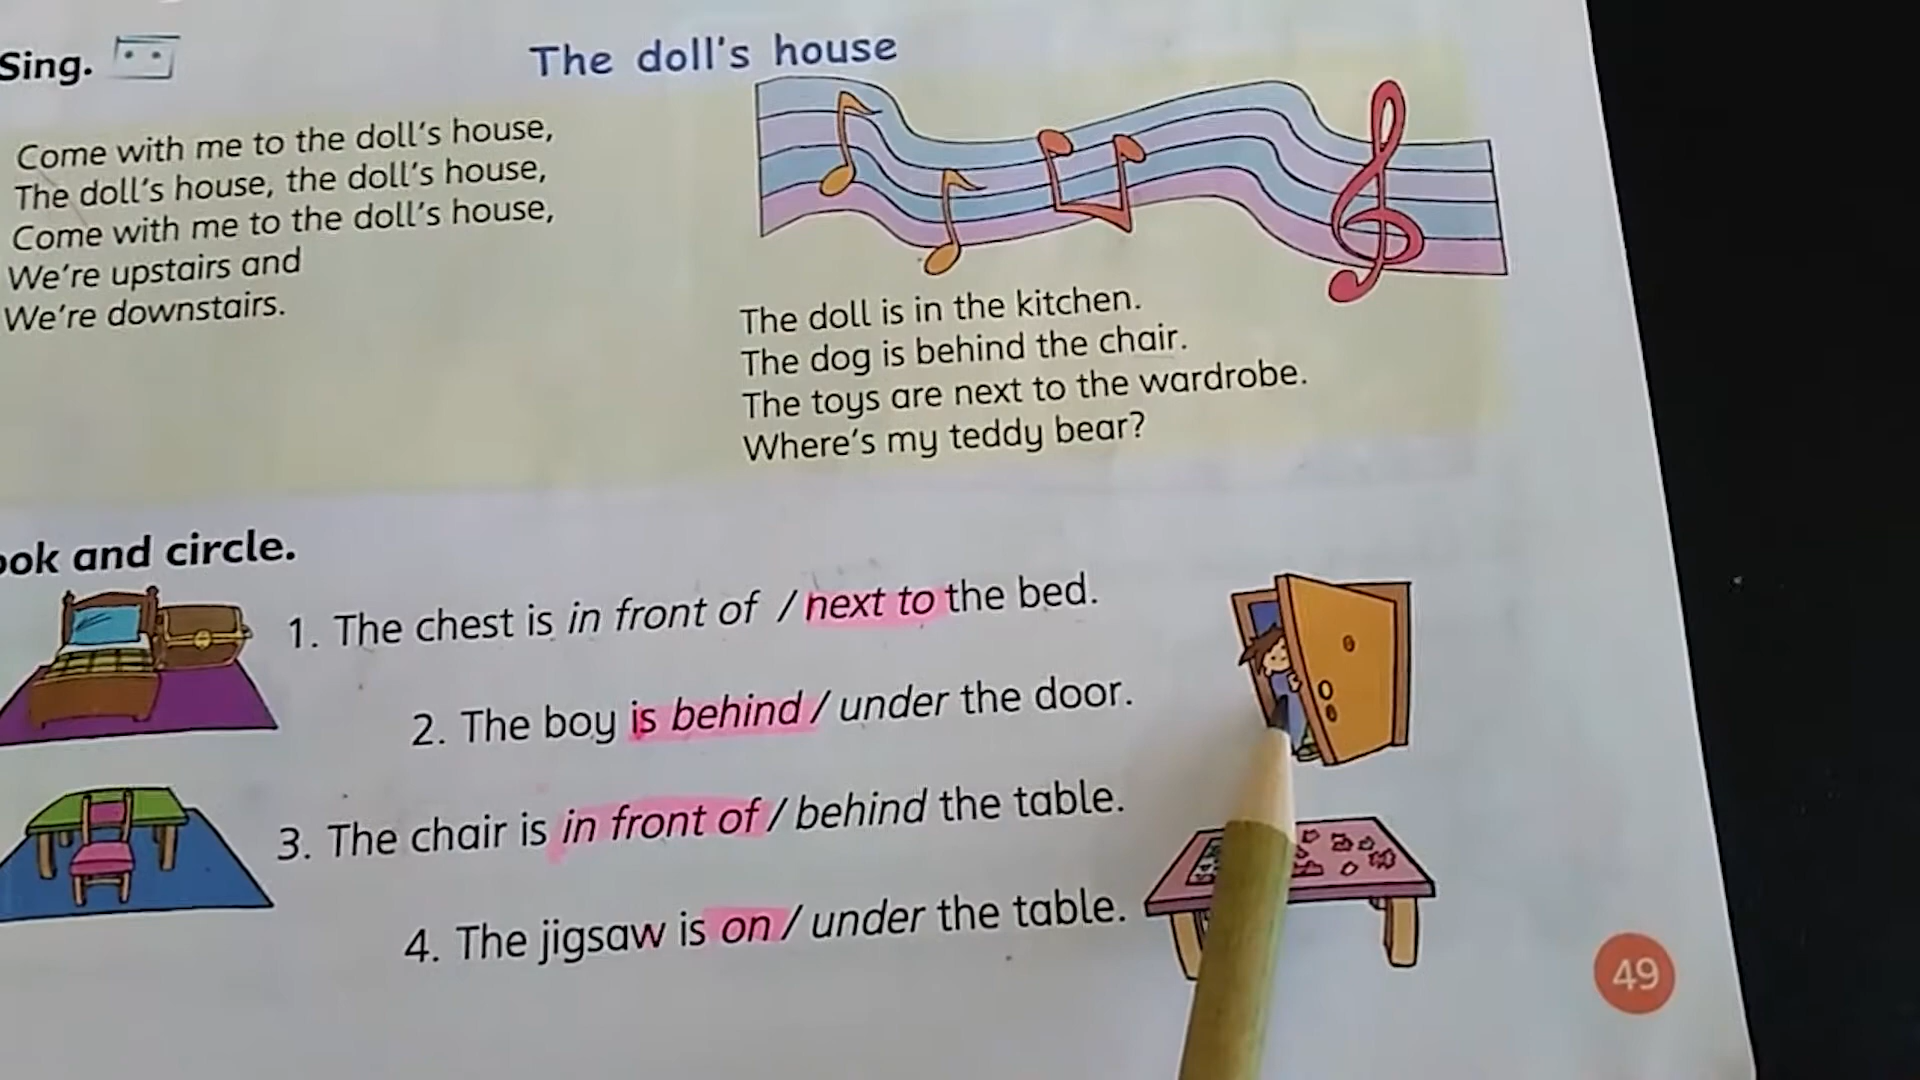 Sing.
The doll's house
Come with me to the doll's house,
The doll's house, the doll's house,
Come with me to the doll's house,
We're upstairs and
We're downstairs.
The doll is in the kitchen.
The dog is behind the chair.
The toys are next to the wardrobe.
Where's my teddy bear?
ook and circle.
1. The chest is in front of / next to the bed.
2. The boy is behind / under the door.
3. The chair is in front of / behind the table.
4. The jigsaw is on / under the table.
49